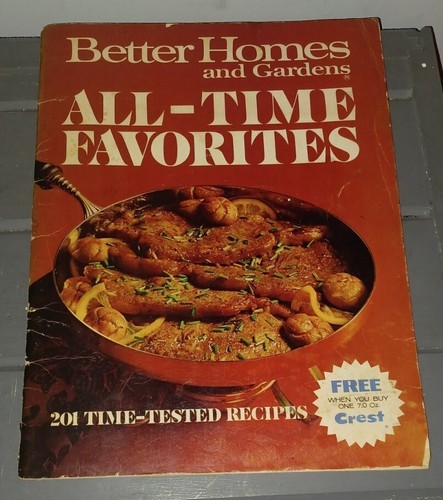 Better Homes
and Gardens®
ALL-TIME
FAVORITES
201 TIME-TESTED RECIPES
FREE
WHEN YOU BUY
ONE 7.0 Oz.
Crest®